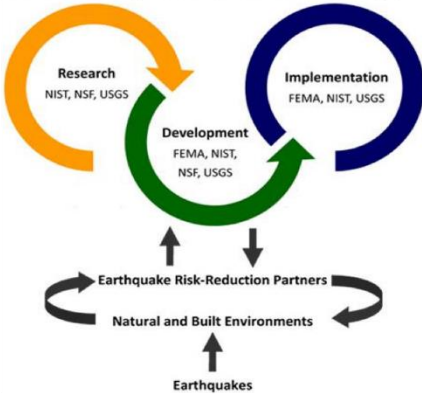 Research
NIST, NSF, USGS
Implementation
FEMA, NIST, USGS
Development
FEMA, NIST,
NSF, USGS
Earthquake Risk-Reduction Partners
Natural and Built Environments
Earthquakes